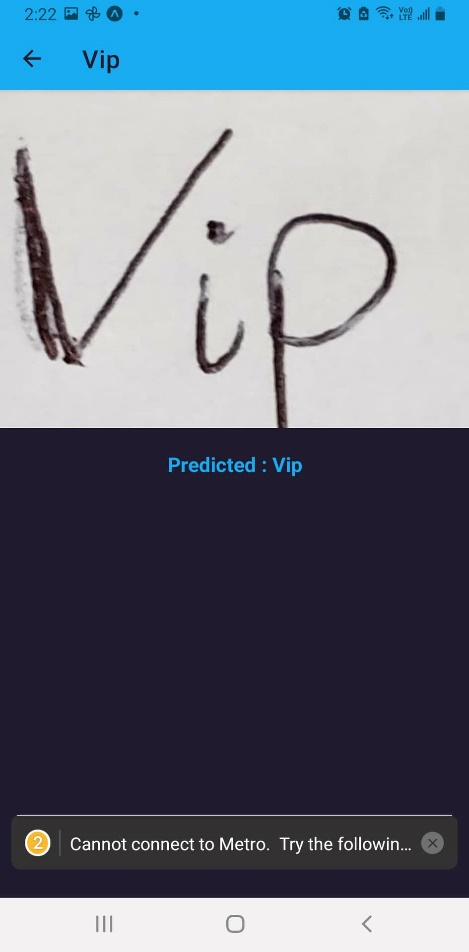 2:22
Vip
Vip
Predicted : Vip
2 Cannot connect to Metro. Try the followin...